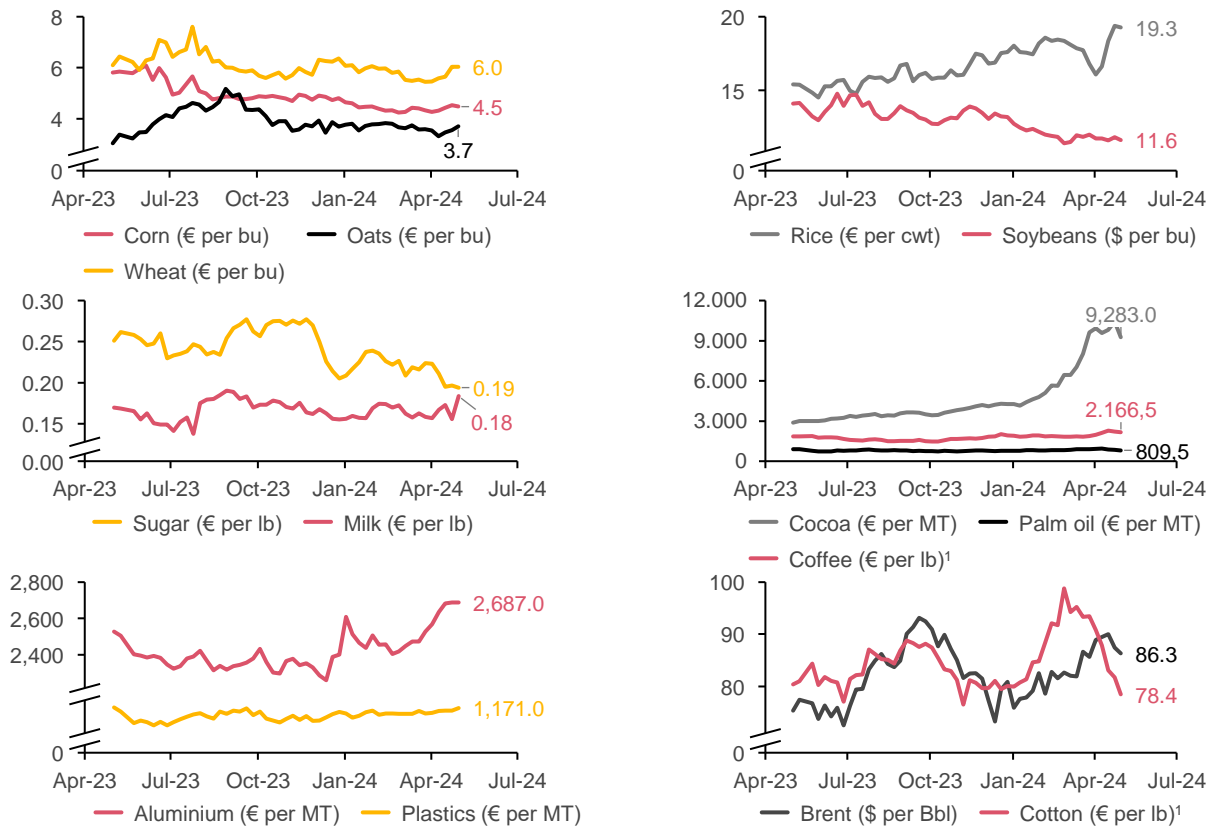 8
6
4
0
6.0
4.5
3.7
Apr-23 Jul-23 Oct-23 Jan-24 Apr-24 Jul-24
Corn (€ per bu) Oats (€ per bu)
Wheat (€ per bu)
20
15
0
19.3
11.6
Apr-23 Jul-23 Oct-23 Jan-24 Apr-24 Jul-24
Rice (€ per cwt) Soybeans ($ per bu)
0.30
0.25
0.20
0.15
0.00
0.19
0.18
Apr-23 Jul-23 Oct-23 Jan-24 Apr-24 Jul-24
Sugar (€ per lb) Milk (€ per lb)
12.000
9.000
6.000
3.000
0
9,283.0
2.166,5
809,5
Apr-23 Jul-23 Oct-23 Jan-24 Apr-24 Jul-24
Cocoa (€ per MT) Palm oil (€ per MT)
Coffee (€ per lb)¹
2,800
2,600
2,400
0
2,687.0
1,171.0
Apr-23 Jul-23 Oct-23 Jan-24 Apr-24 Jul-24
Aluminium (€ per MT) Plastics (€ per MT)
100
90
80
0
86.3
78.4
Apr-23 Jul-23 Oct-23 Jan-24 Apr-24 Jul-24
Brent ($ per Bbl) Cotton (€ per lb)¹